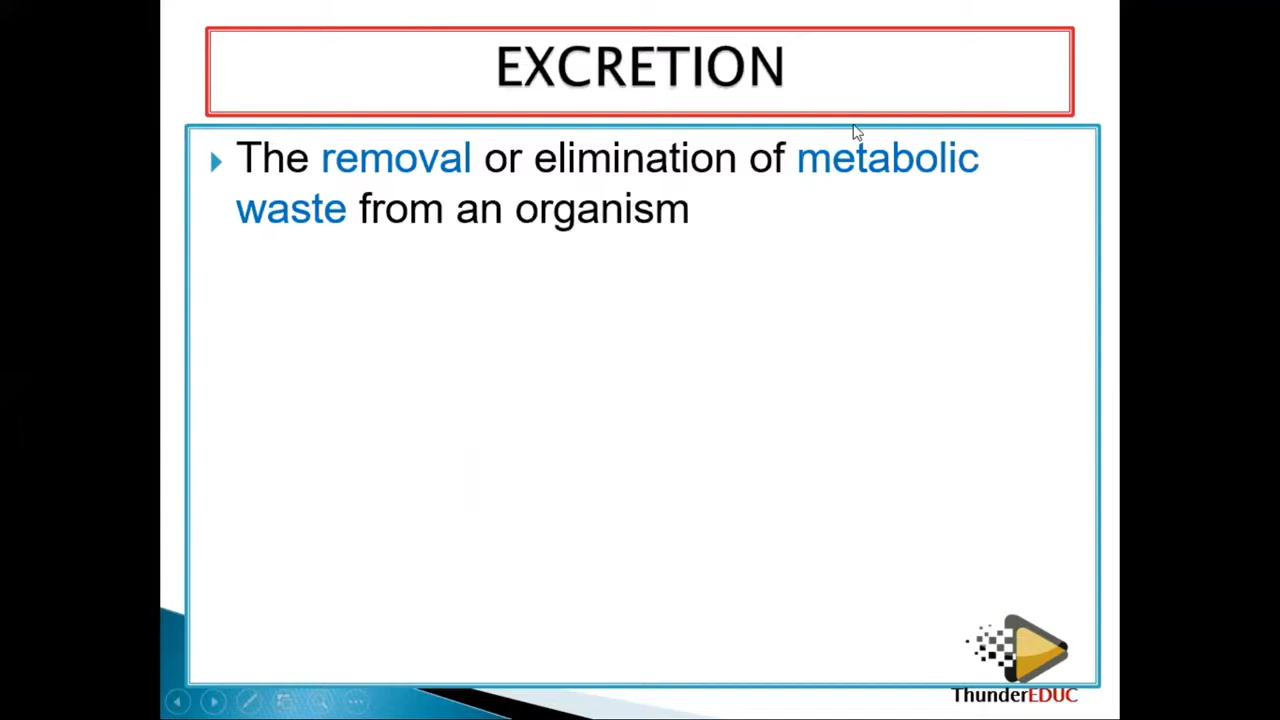 EXCRETION
The removal or elimination of metabolic
waste from an organism
ThunderEDUC